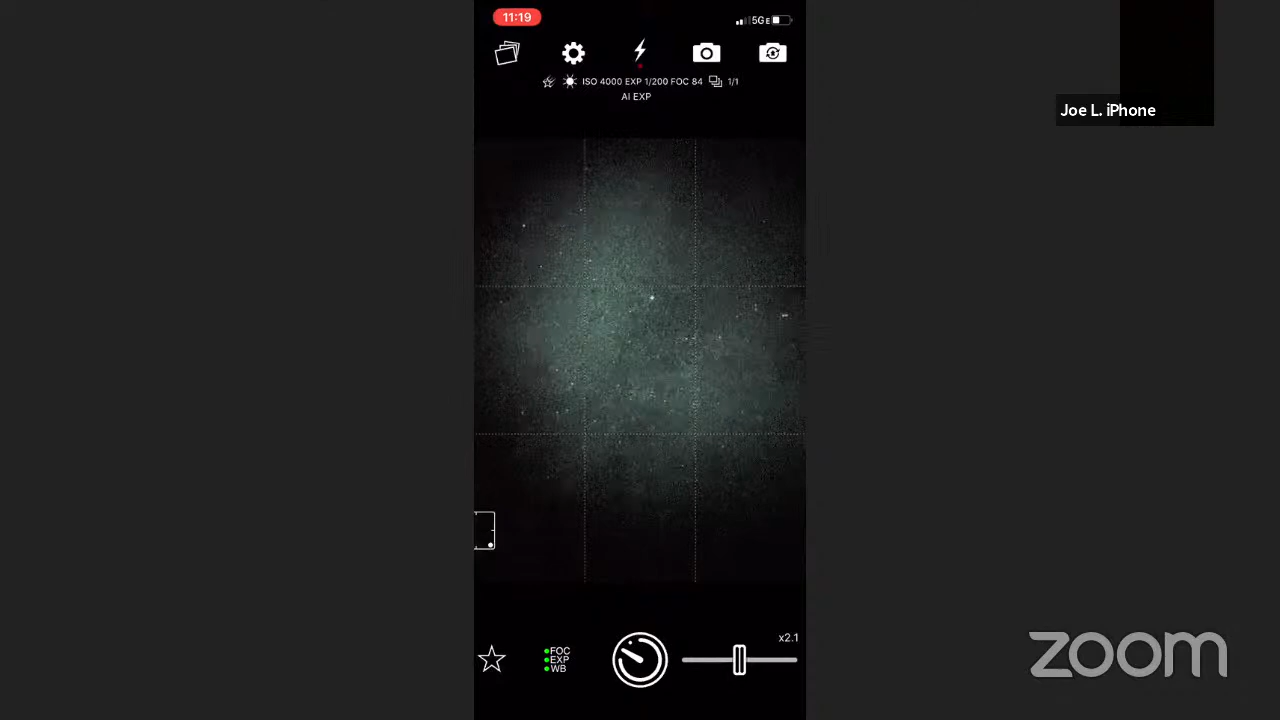 11:19
5GE
ISO 4000 EXP 1/200 FOC 84 1/1
AI EXP
Joe L. iPhone
x2.1
FOC
EXP
WB
zoom